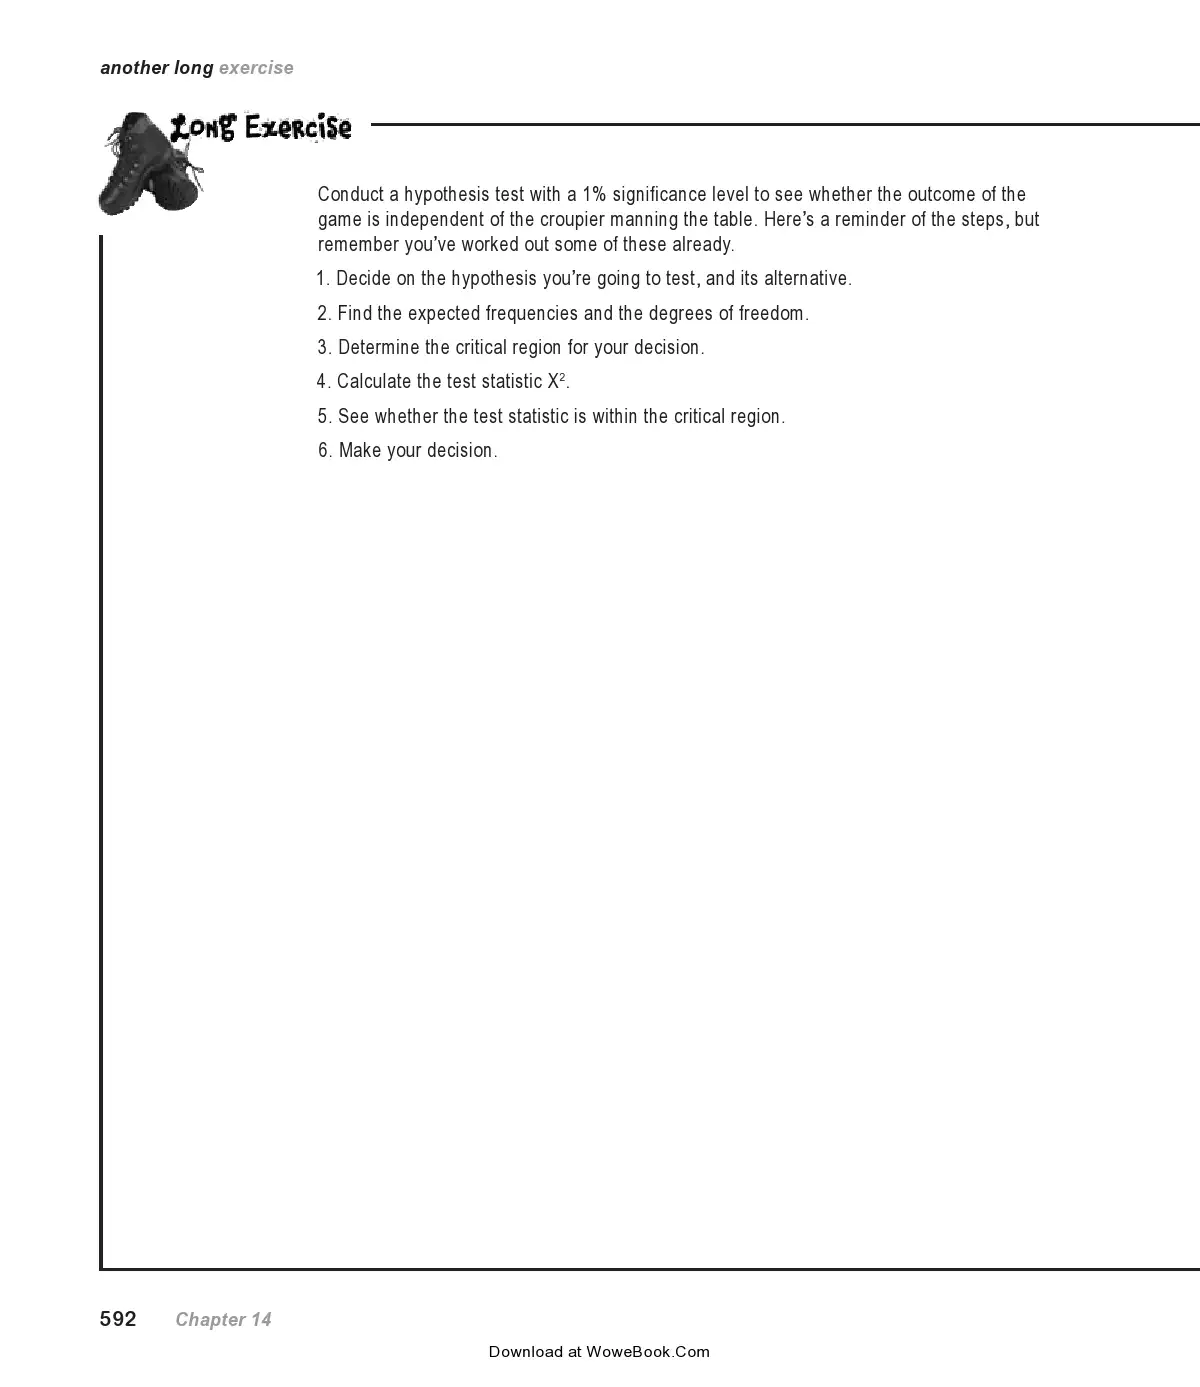 another long exercise
Long Exercise
Conduct a hypothesis test with a 1% significance level to see whether the outcome of the
game is independent of the croupier manning the table. Here’s a reminder of the steps, but
remember you’ve worked out some of these already.
1. Decide on the hypothesis you’re going to test, and its alternative.
2. Find the expected frequencies and the degrees of freedom.
3. Determine the critical region for your decision.
4. Calculate the test statistic X².
5. See whether the test statistic is within the critical region.
6. Make your decision.
592 Chapter 14
Download at WoweBook.Com